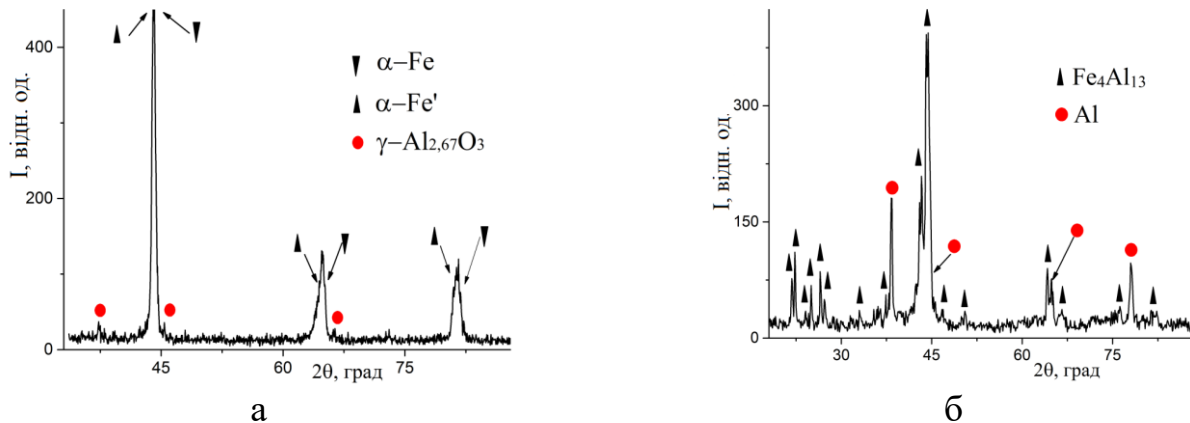 I, відн. од.
400
200
0
45
60
75
2θ, град
α–Fe
α–Fe'
γ–Al2,67O3
а
I, відн. од.
300
150
0
30
45
60
75
2θ, град
Fe4Al13
Al
б